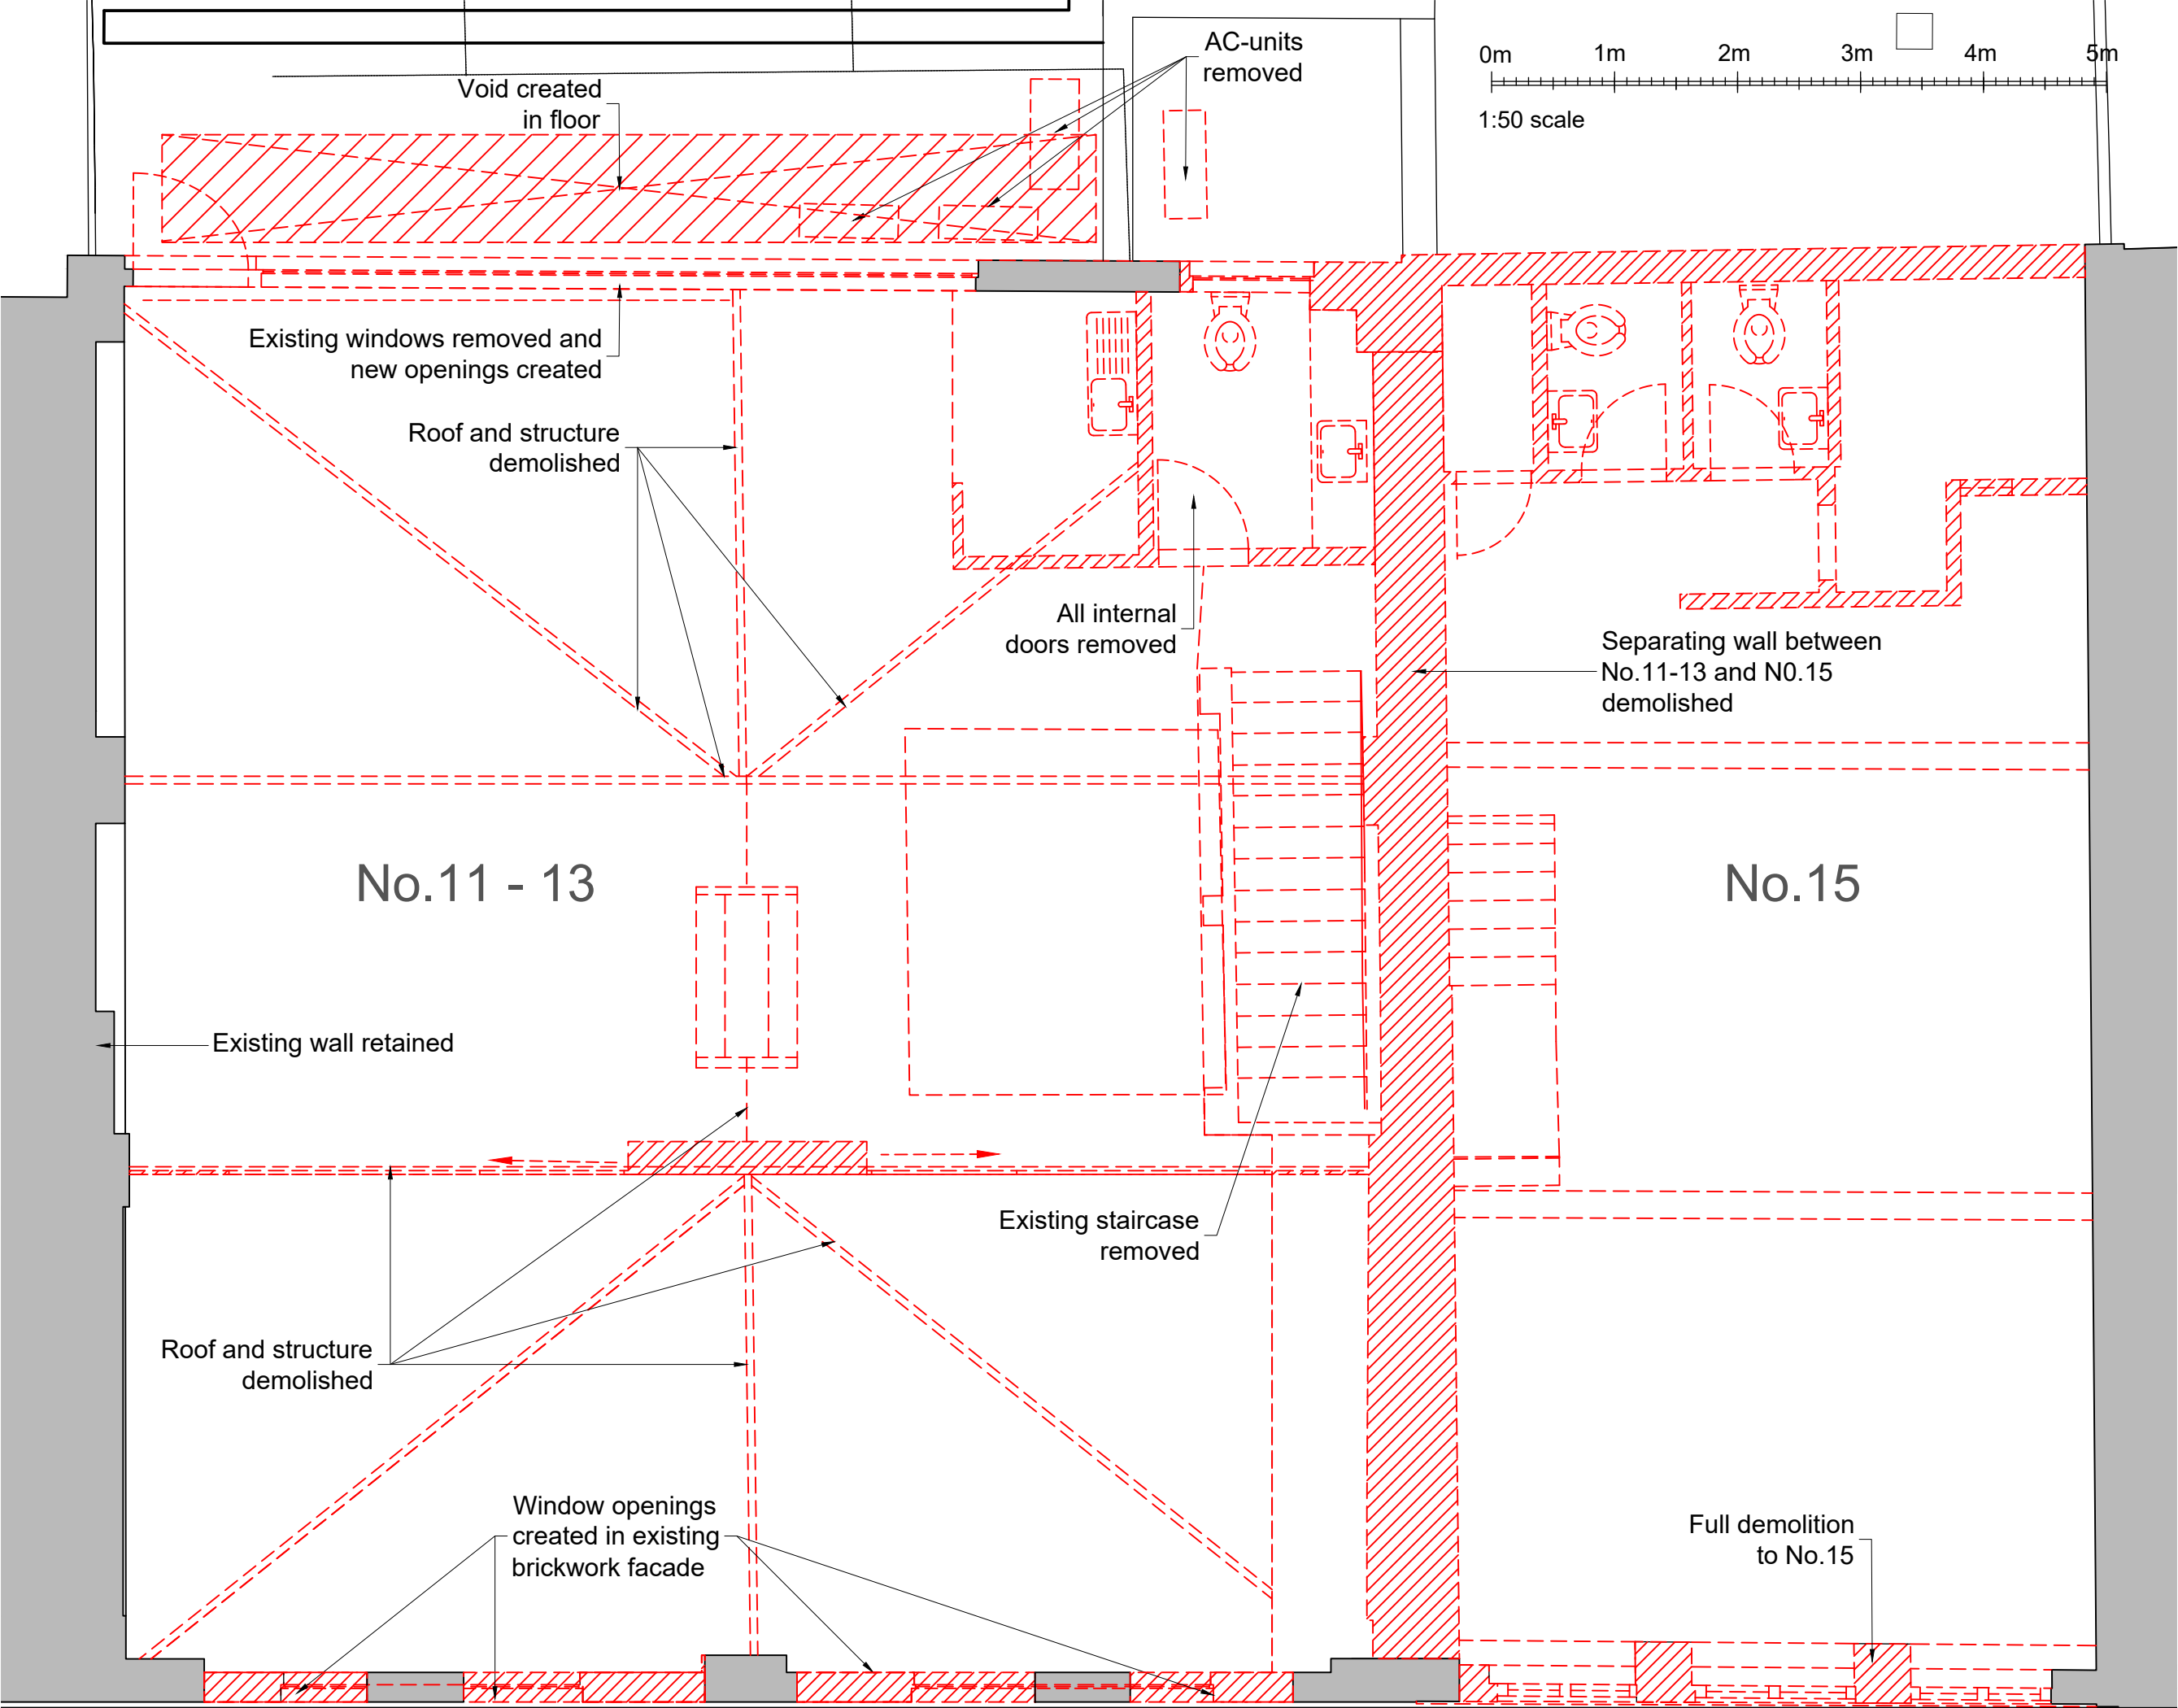 AC-units
removed
0m 1m 2m 3m 4m 5m
1:50 scale
Void created
in floor
Existing windows removed and
new openings created
Roof and structure
demolished
All internal
doors removed
Separating wall between
No.11-13 and N0.15
demolished
No.11 - 13
No.15
Existing wall retained
Existing staircase
removed
Roof and structure
demolished
Window openings
created in existing
brickwork facade
Full demolition
to No.15